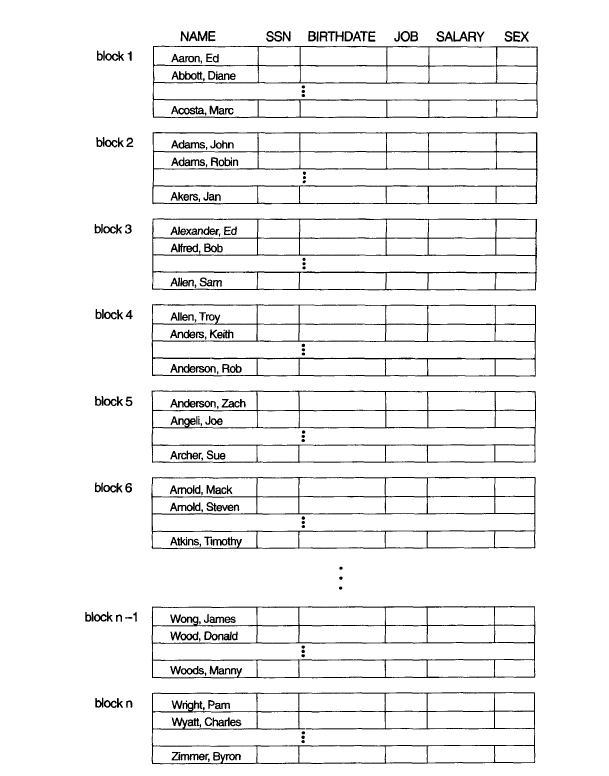 NAME SSN BIRTHDATE JOB SALARY SEX
block 1 Aaron, Ed
Abbott, Diane
Acosta, Marc
block 2 Adams, John
Adams, Robin
Akers, Jan
block 3 Alexander, Ed
Alfred, Bob
Allen, Sam
block 4 Allen, Troy
Anders, Keith
Anderson, Rob
block 5 Anderson, Zach
Angeli, Joe
Archer, Sue
block 6 Arnold, Mack
Arnold, Steven
Atkins, Timothy
block n –1 Wong, James
Wood, Donald
Woods, Manny
block n Wright, Pam
Wyatt, Charles
Zimmer, Byron